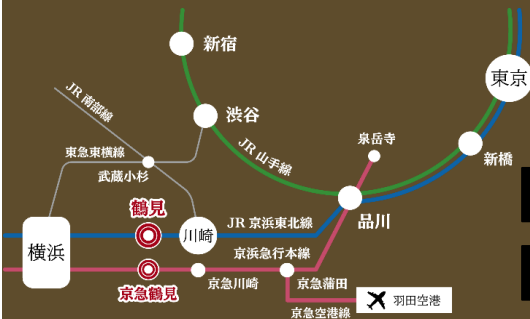 新宿
東京
JR 南部線
渋谷
泉岳寺
東急東横線
JR 山手線
新橋
武蔵小杉
鶴見
品川
横浜
川崎
JR 京浜東北線
京浜急行本線
京急鶴見
京急川崎
京急蒲田
羽田空港
京急空港線